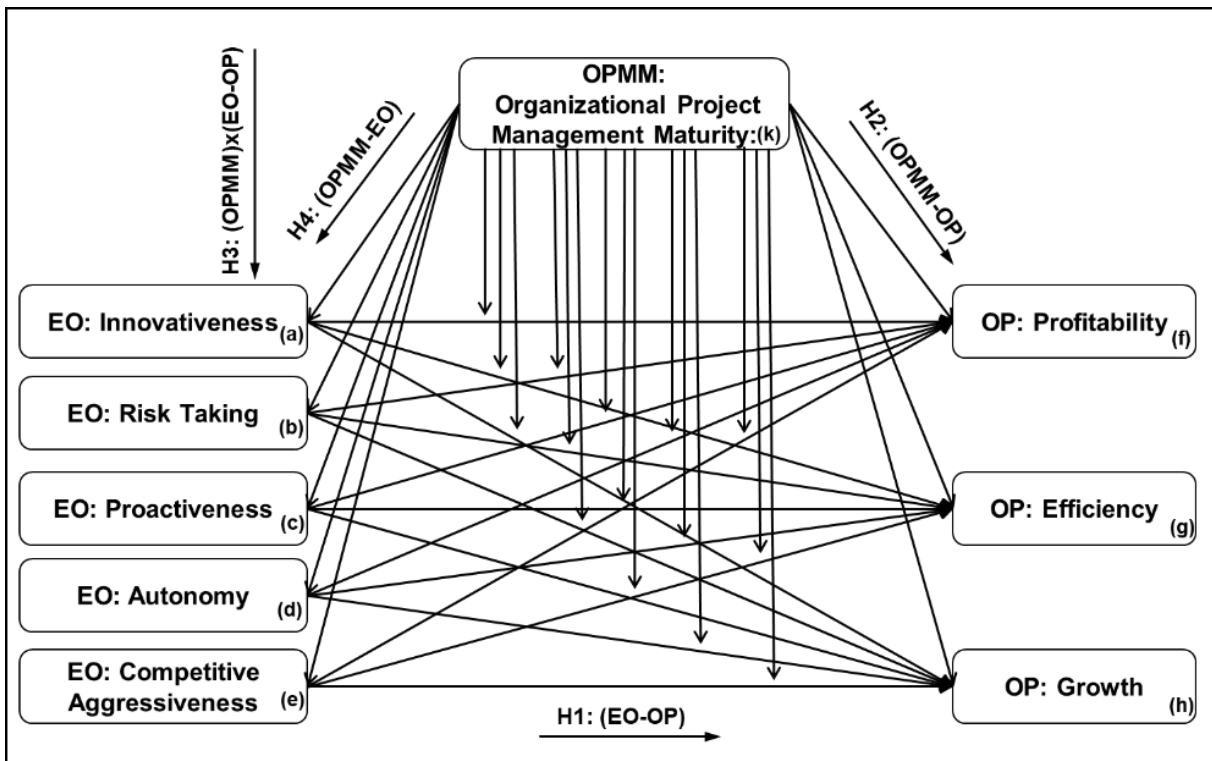 OPMM:
Organizational Project
Management Maturity:(k)
H3: (OPMM)x(EO-OP)
H4: (OPMM-EO)
H2: (OPMM-OP)
EO: Innovativeness (a)
OP: Profitability (f)
EO: Risk Taking (b)
EO: Proactiveness (c)
OP: Efficiency (g)
EO: Autonomy (d)
EO: Competitive
Aggressiveness (e)
OP: Growth (h)
H1: (EO-OP)